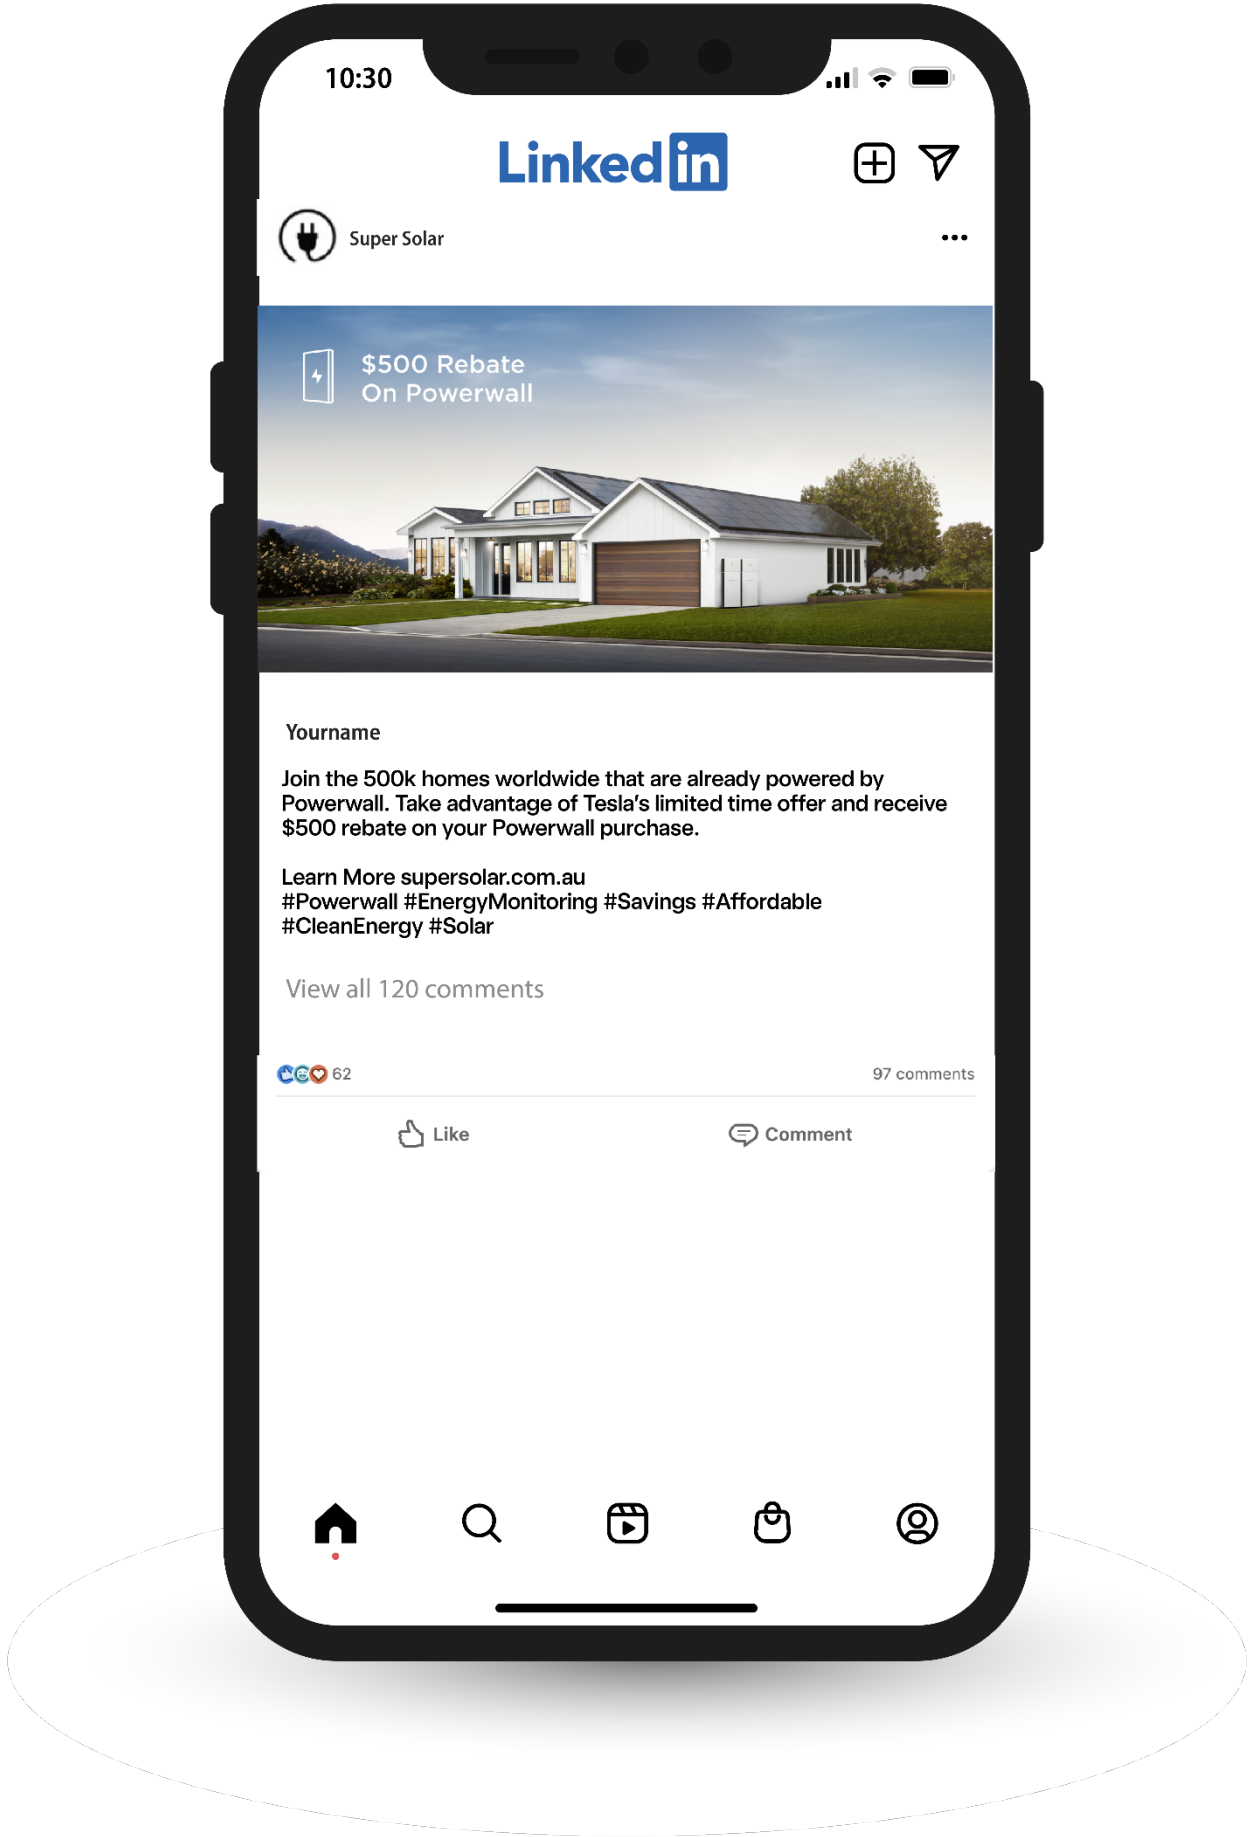 10:30
Linked in
Super Solar
$500 Rebate
On Powerwall
Yourname
Join the 500k homes worldwide that are already powered by
Powerwall. Take advantage of Tesla’s limited time offer and receive
$500 rebate on your Powerwall purchase.
Learn More supersolar.com.au
#Powerwall #EnergyMonitoring #Savings #Affordable
#CleanEnergy #Solar
View all 120 comments
62 97 comments
Like Comment